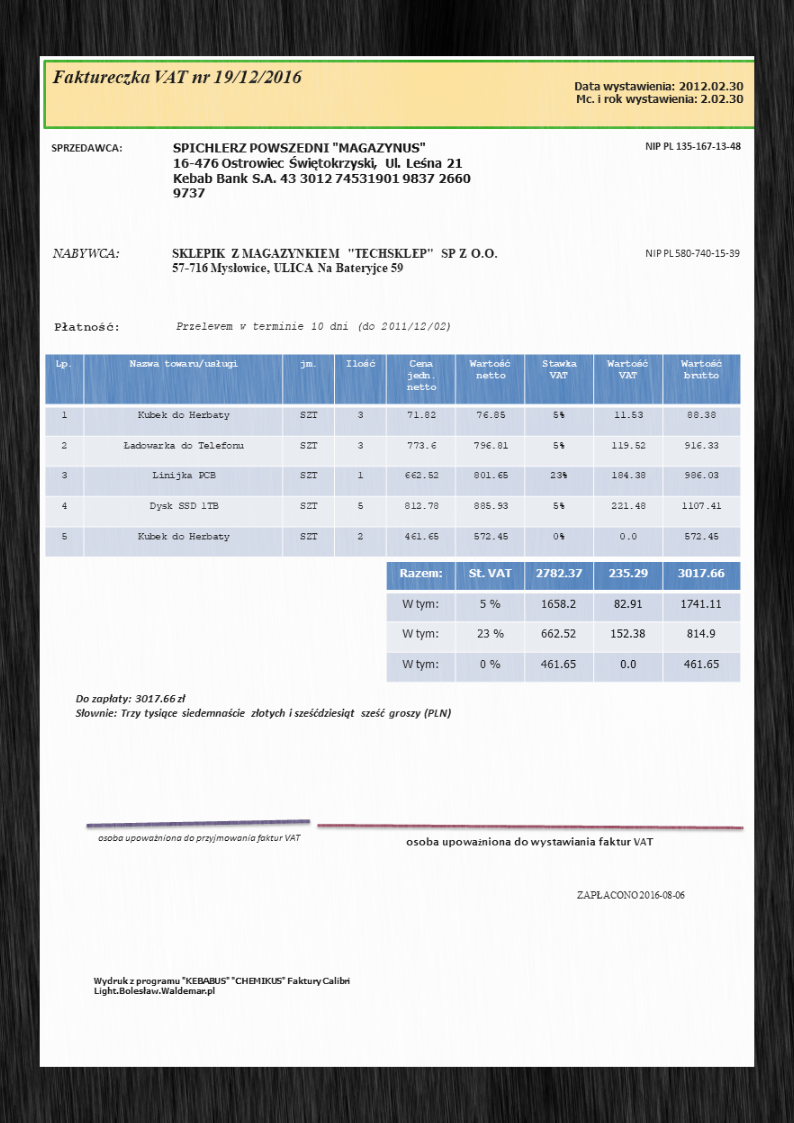 Faktureczka VAT nr 19/12/2016
Data wystawienia: 2012.02.30
Mc. i rok wystawienia: 2.02.30
SPRZEDAWCA:
SPICHLERZ POWSZEDNI "MAGAZYNUS"
16-476 Ostrowiec Świętokrzyski, Ul. Leśna 21
Kebab Bank S.A. 43 3012 74531901 9837 2660
9737
NIP PL 135-167-13-48
NABYWCA:
SKLEPIK Z MAGAZYNKIEM "TECHSKLEP" SP Z O.O.
57-716 Mysłowice, ULICA Na Bateryjce 59
NIP PL 580-740-15-39
Płatność:
Przelewem w terminie 10 dni (do 2011/12/02)
Lp. Nazwa towaru/usługi jm. Ilość Cena jedn. netto Wartość netto Stawka VAT Wartość VAT Wartość brutto
1 Kubek do Herbaty SZT 3 71.82 76.85 5% 11.53 88.38
2 Ładowarka do Telefonu SZT 3 773.6 796.81 5% 119.52 916.33
3 Linijka PCB SZT 1 662.52 801.65 23% 184.38 986.03
4 Dysk SSD 1TB SZT 5 812.78 885.93 5% 221.48 1107.41
5 Kubek do Herbaty SZT 2 461.65 572.45 0% 0.0 572.45
Razem: St. VAT 2782.37 235.29 3017.66
W tym: 5 % 1658.2 82.91 1741.11
W tym: 23 % 662.52 152.38 814.9
W tym: 0 % 461.65 0.0 461.65
Do zapłaty: 3017.66 zł
Słownie: Trzy tysiące siedemnaście złotych i sześćdziesiąt sześć groszy (PLN)
osoba upoważniona do przyjmowania faktur VAT
osoba upoważniona do wystawiania faktur VAT
ZAPŁACONO 2016-08-06
Wydruk z programu "KEBABUS" "CHEMIKUS" Faktury Calibri
Light.Bolesław.Waldemar.pl